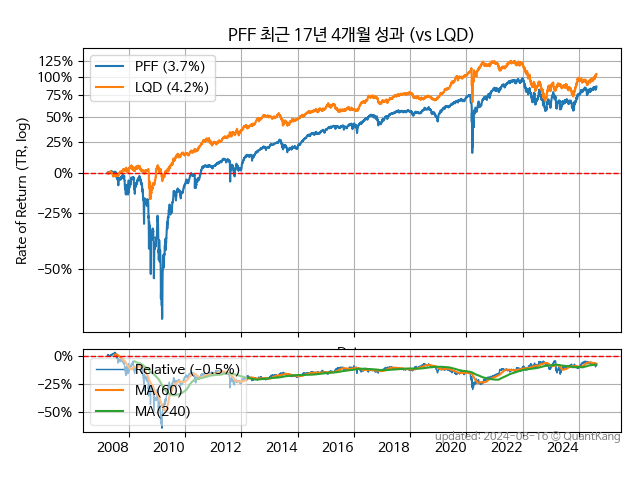 PFF 최근 17년 4개월 성과 (vs LQD)
Rate of Return (TR, log)
125%
100%
75%
50%
25%
0%
−25%
−50%
PFF (3.7%)
LQD (4.2%)
0%
−25%
−50%
Relative (−0.5%)
MA(60)
MA(240)
2008 2010 2012 2014 2016 2018 2020 2022 2024
updated: 2024-08-16 © QuantKang